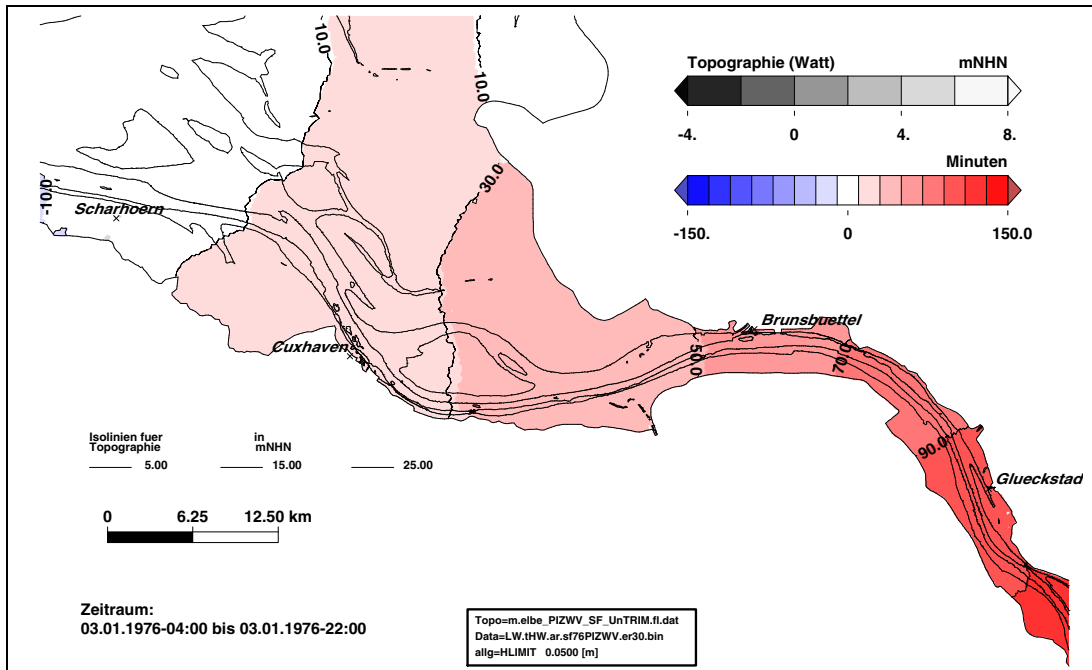 10.0
10.0
Topographie (Watt) mNHN
-4. 0 4. 8.
Minuten
-150. 0 150.0
30.0
-10.0
Scharhoern
Brunsbuettel
Cuxhaven
50.0
70.0
90.0
Glueckstad
Isolinien fuer in
Topographie mNHN
5.00 15.00 25.00
0 6.25 12.50 km
Zeitraum:
03.01.1976-04:00 bis 03.01.1976-22:00
Topo=m.elbe_PIZWV_SF_UnTRIM.fl.dat
Data=LW.tHW.ar.sf76PIZWV.er30.bin
allg=HLIMIT 0.0500 [m]